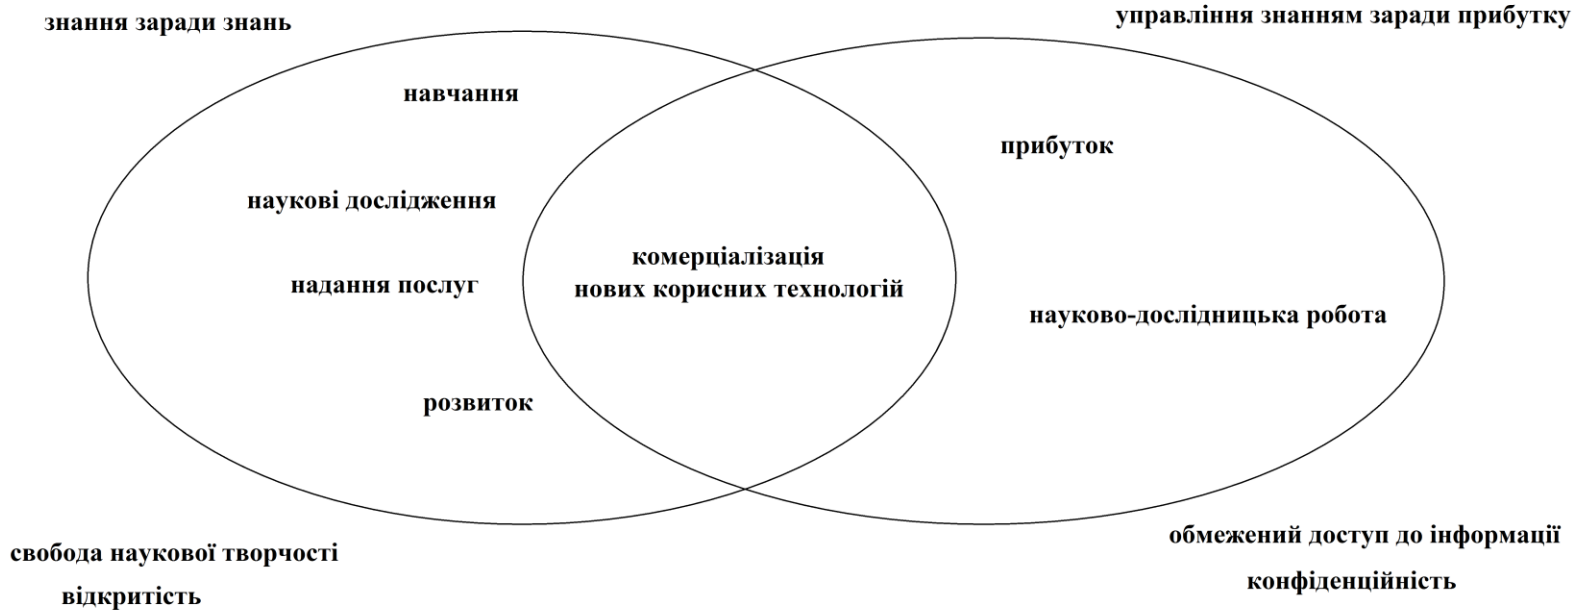 знання заради знань
управління знанням заради прибутку
навчання
прибуток
наукові дослідження
комерціалізація
нових корисних технологій
надання послуг
науково-дослідницька робота
розвиток
свобода наукової творчості
відкритість
обмежений доступ до інформації
конфіденційність